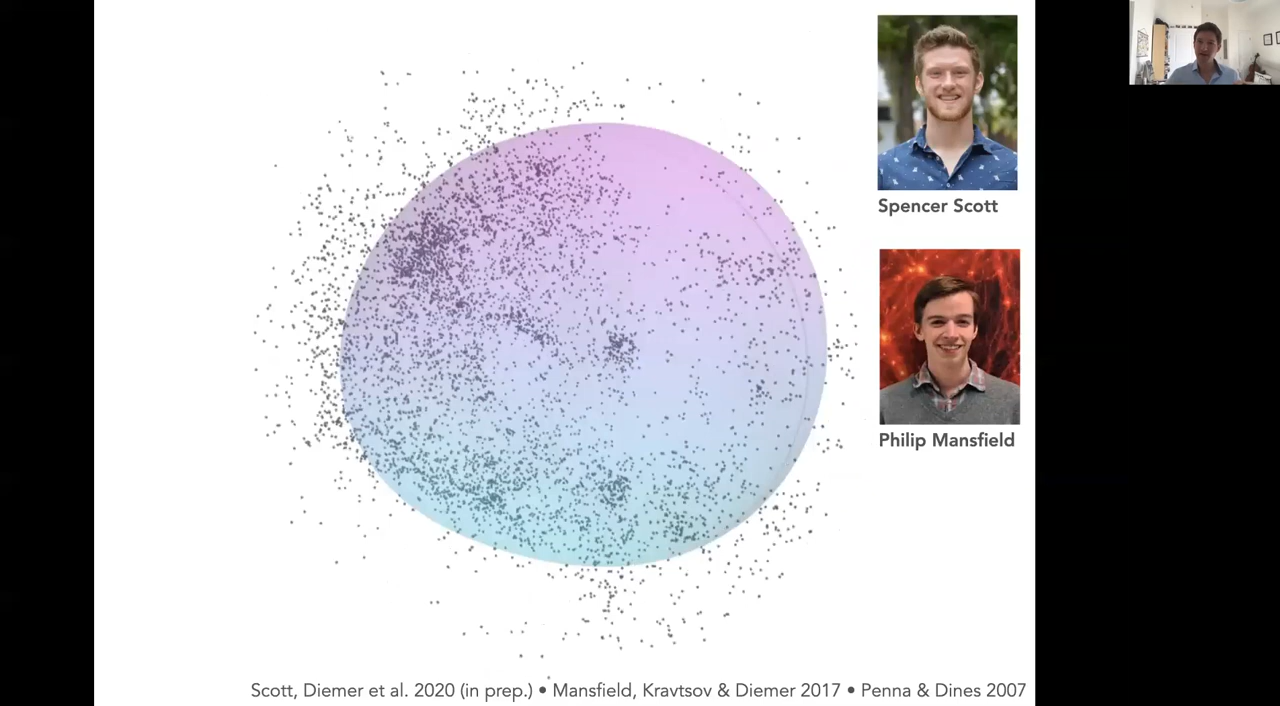 Spencer Scott
Philip Mansfield
Scott, Diemer et al. 2020 (in prep.) • Mansfield, Kravtsov & Diemer 2017 • Penna & Dines 2007